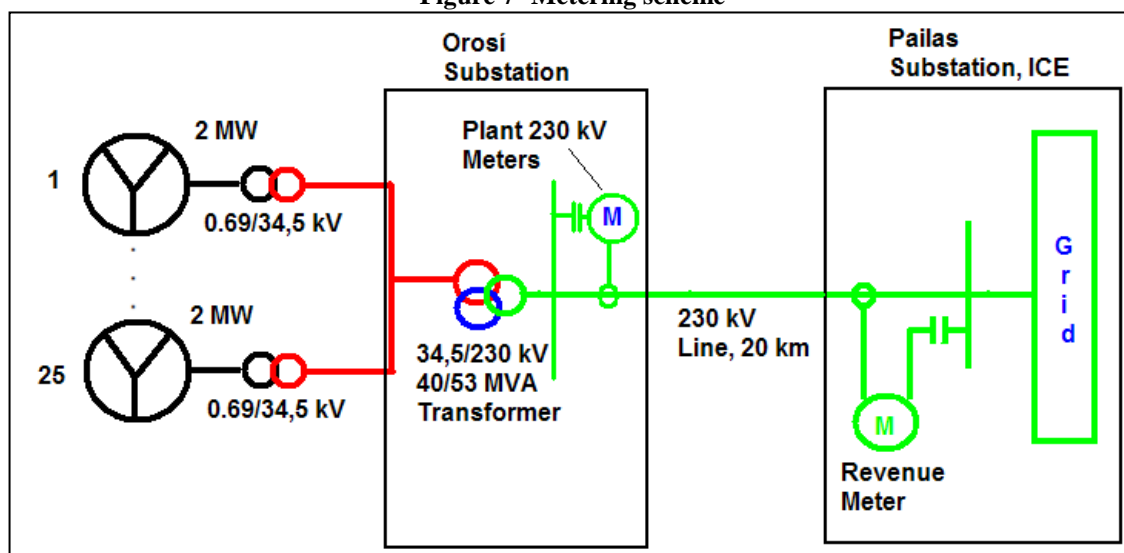 Figure 7 Metering scheme
Orosí
Substation
Pailas
Substation, ICE
2 MW
Plant 230 kV
Meters
1
M
0.69/34,5 kV
G
r
i
d
2 MW
230 kV
Line, 20 km
34,5/230 kV
40/53 MVA
Transformer
25
0.69/34,5 kV
M
Revenue
Meter